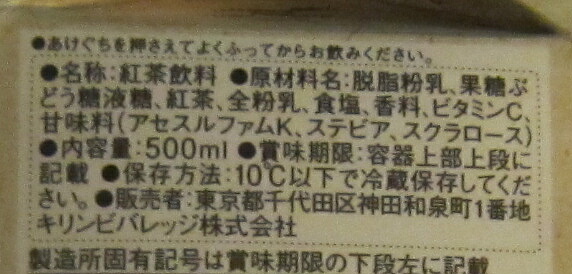 ●あけぐちを押さえてよくふってからお飲みください。
●名称:紅茶飲料 ●原材料名:脱脂粉乳、果糖ぶ
どう糖液糖、紅茶、全粉乳、食塩、香料、ビタミンC、
甘味料(アセスルファムK、ステビア、スクラロース)
●内容量:500ml ●賞味期限:容器上部上段に
記載 ●保存方法:10℃以下で冷蔵保存してくだ
さい。●販売者:東京都千代田区神田和泉町1番地
キリンビバレッジ株式会社
製造所固有記号は賞味期限の下段左に記載